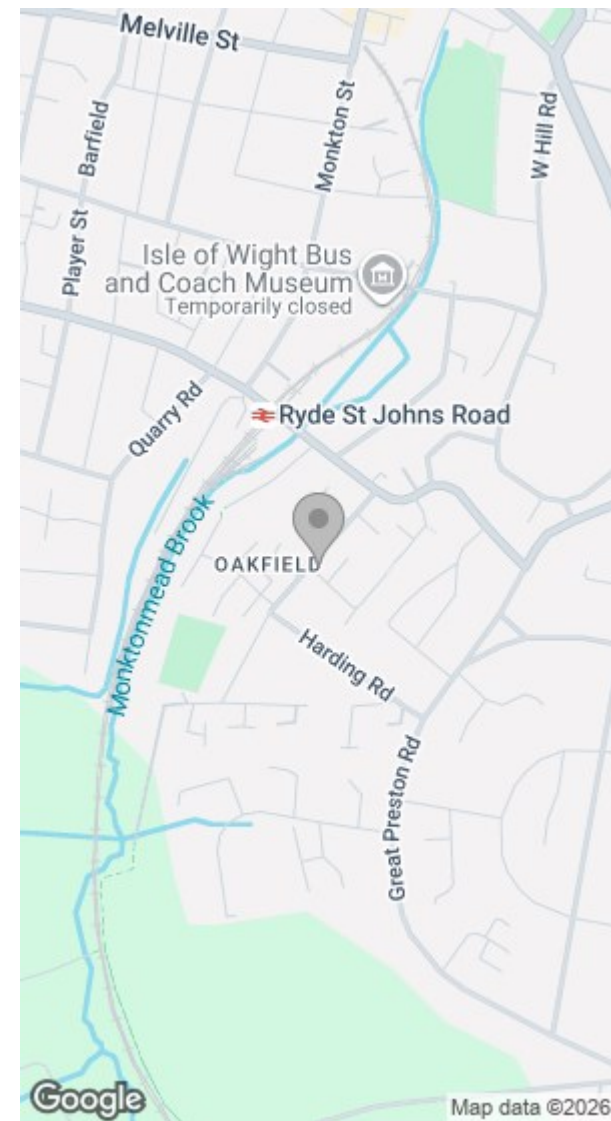 Melville St
Monkton St
Barfield
Player St
W Hill Rd
Isle of Wight Bus
and Coach Museum
Temporarily closed
Quarry Rd
Ryde St Johns Road
Monktonmead Brook
OAKFIELD
Harding Rd
Great Preston Rd
Google
Map data ©2026